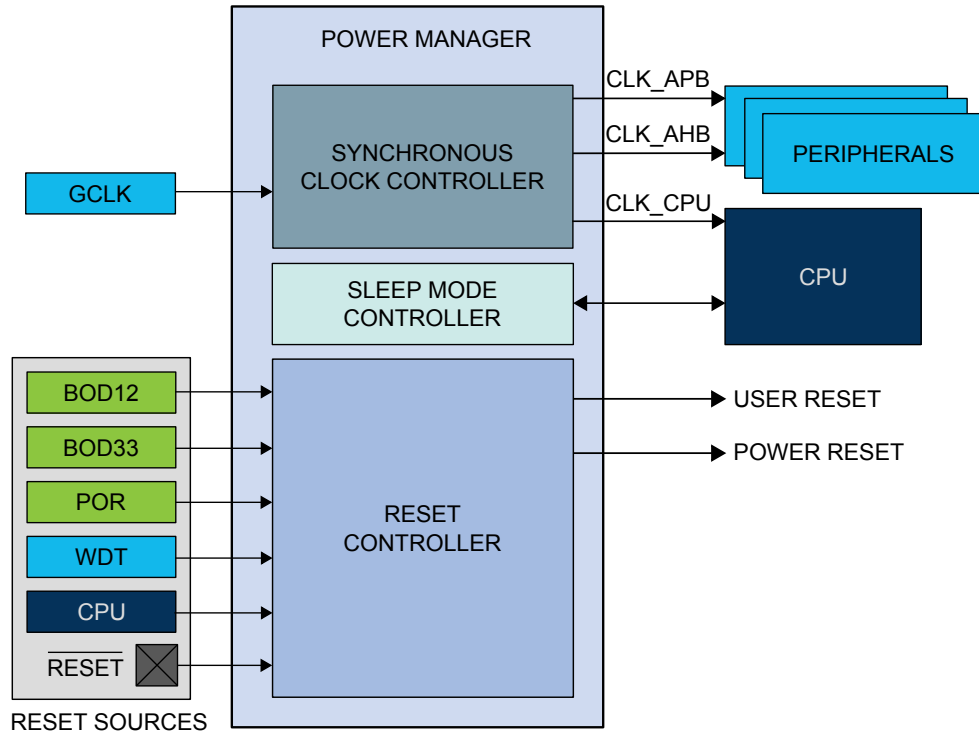 POWER MANAGER
CLK_APB
SYNCHRONOUS
CLOCK CONTROLLER
CLK_AHB
PERIPHERALS
GCLK
CLK_CPU
CPU
SLEEP MODE
CONTROLLER
BOD12
USER RESET
BOD33
POWER RESET
POR
RESET
CONTROLLER
WDT
CPU
RESET
RESET SOURCES